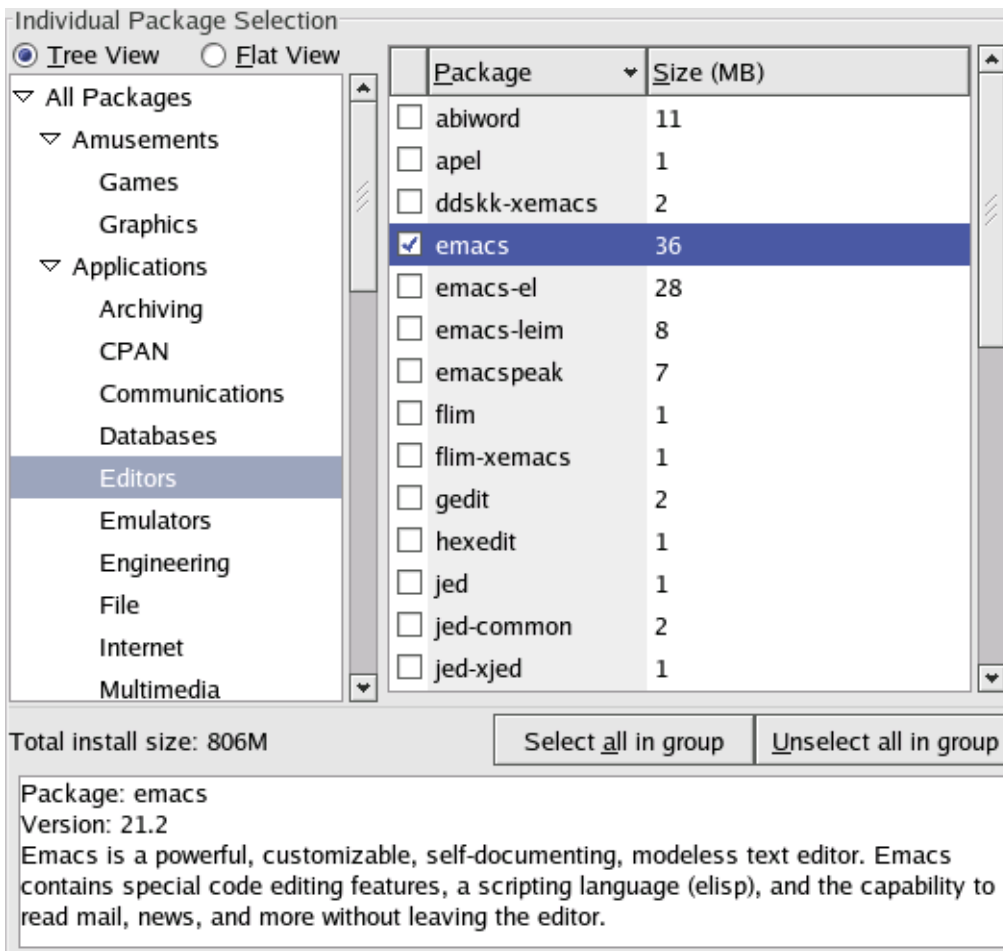 Individual Package Selection
Tree View Flat View
All Packages
Amusements
Games
Graphics
Applications
Archiving
CPAN
Communications
Databases
Editors
Emulators
Engineering
File
Internet
Multimedia
Package Size (MB)
abiword 11
apel 1
ddskk-xemacs 2
emacs 36
emacs-el 28
emacs-leim 8
emacspeak 7
flim 1
flim-xemacs 1
gedit 2
hexedit 1
jed 1
jed-common 2
jed-xjed 1
Total install size: 806M
Select all in group Unselect all in group
Package: emacs
Version: 21.2
Emacs is a powerful, customizable, self-documenting, modeless text editor. Emacs
contains special code editing features, a scripting language (elisp), and the capability to
read mail, news, and more without leaving the editor.